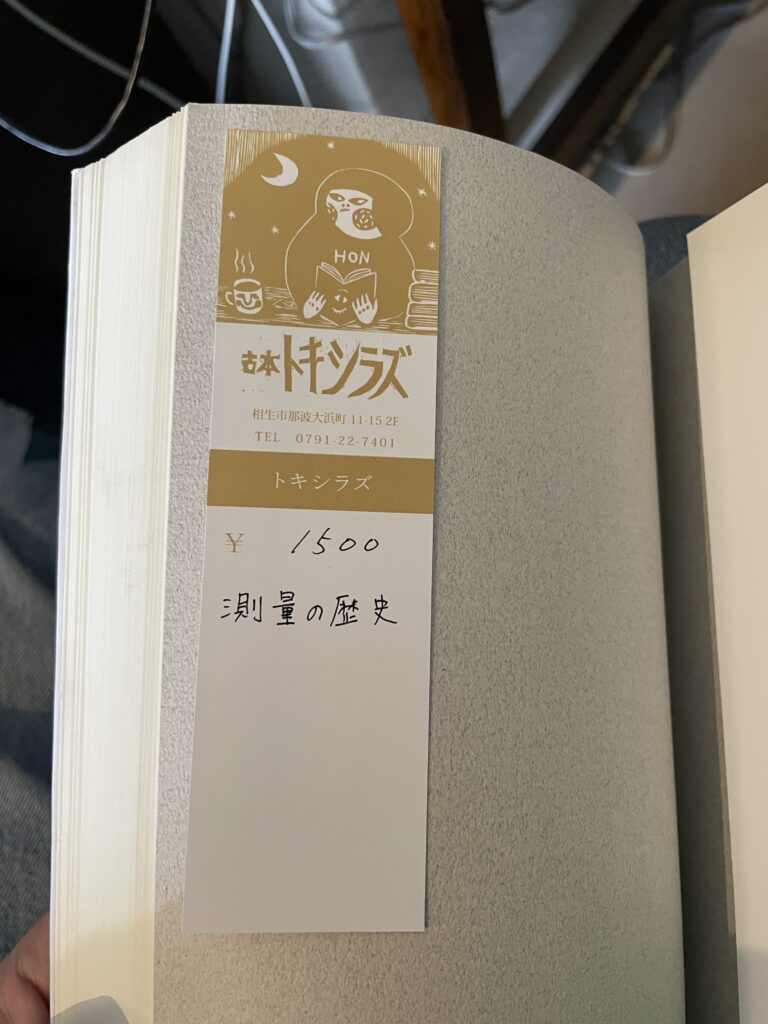 HON
古本トキシラズ
相生市那波大浜町 11-15 2F
TEL 0791-22-7401
トキシラズ
¥ 1500
測量の歴史